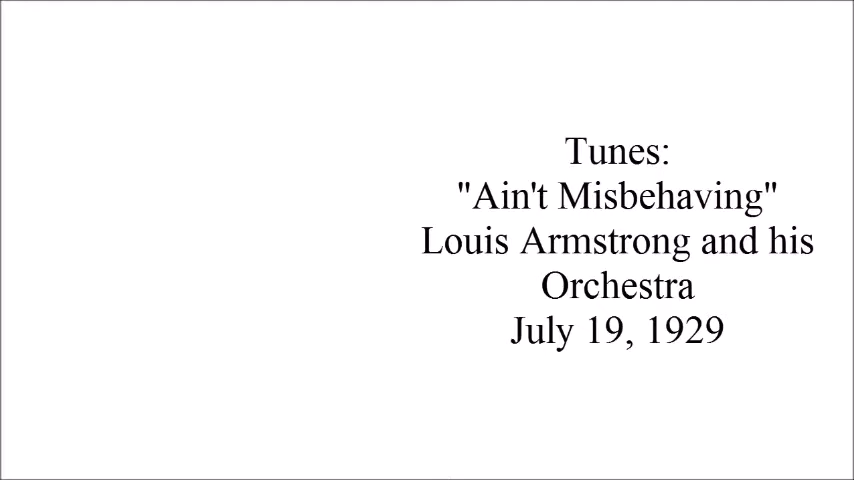 Tunes:
"Ain't Misbehaving"
Louis Armstrong and his
Orchestra
July 19, 1929